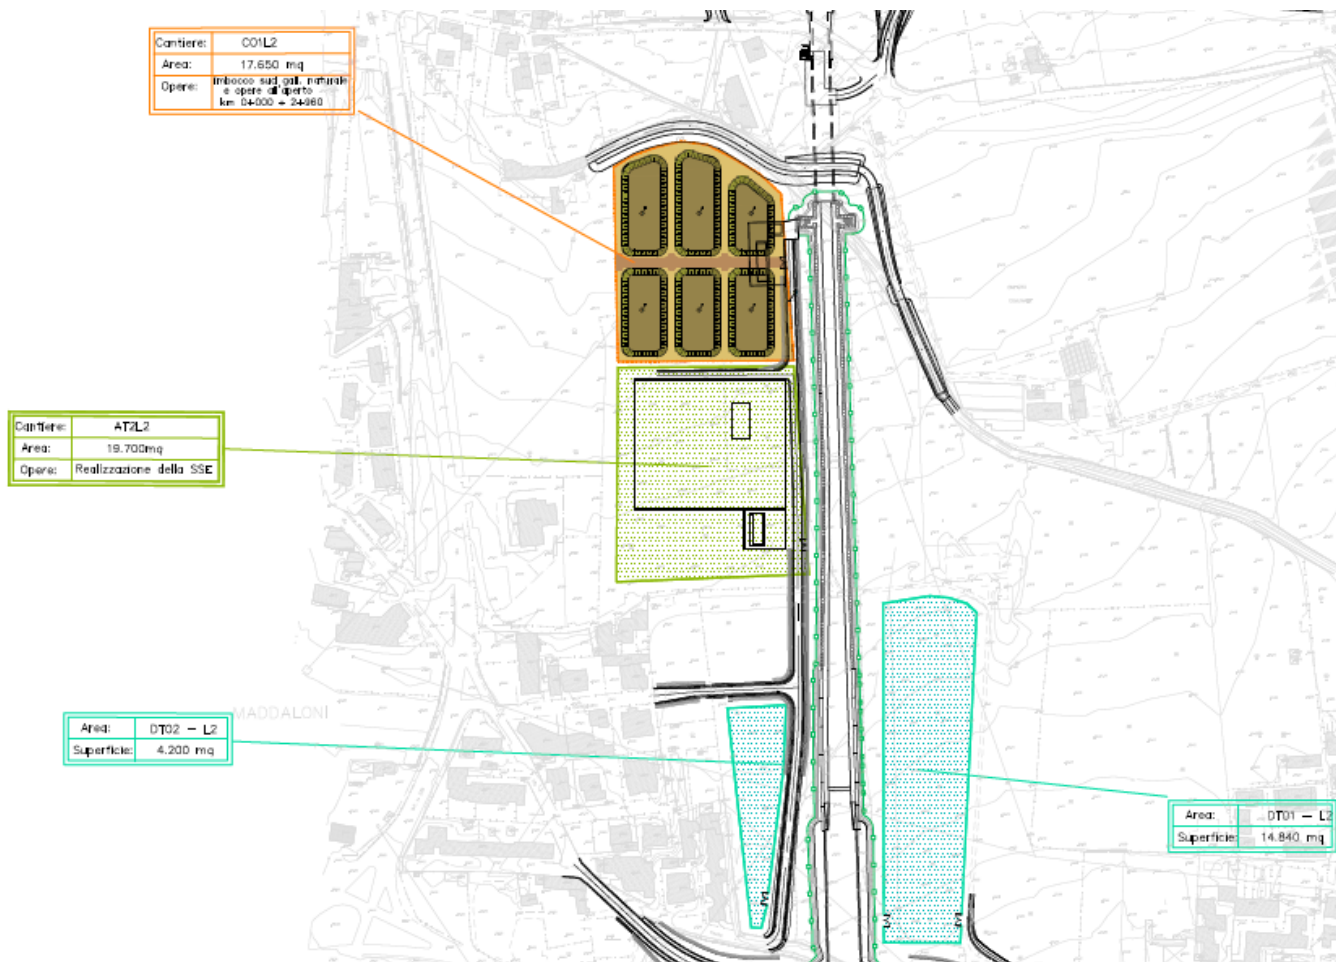 Cantiere: C01L2
Area: 17.650 mq
Opere: Imbocco sud gall. naturale
e opere all'aperto
km 0+000 ÷ 2+960
Cantiere: AT2L2
Area: 19.700mq
Opere: Realizzazione della SSE
MADDALONI
Area: DT02 – L2
Superficie: 4.200 mq
Area: DT01 – L2
Superficie: 14.840 mq